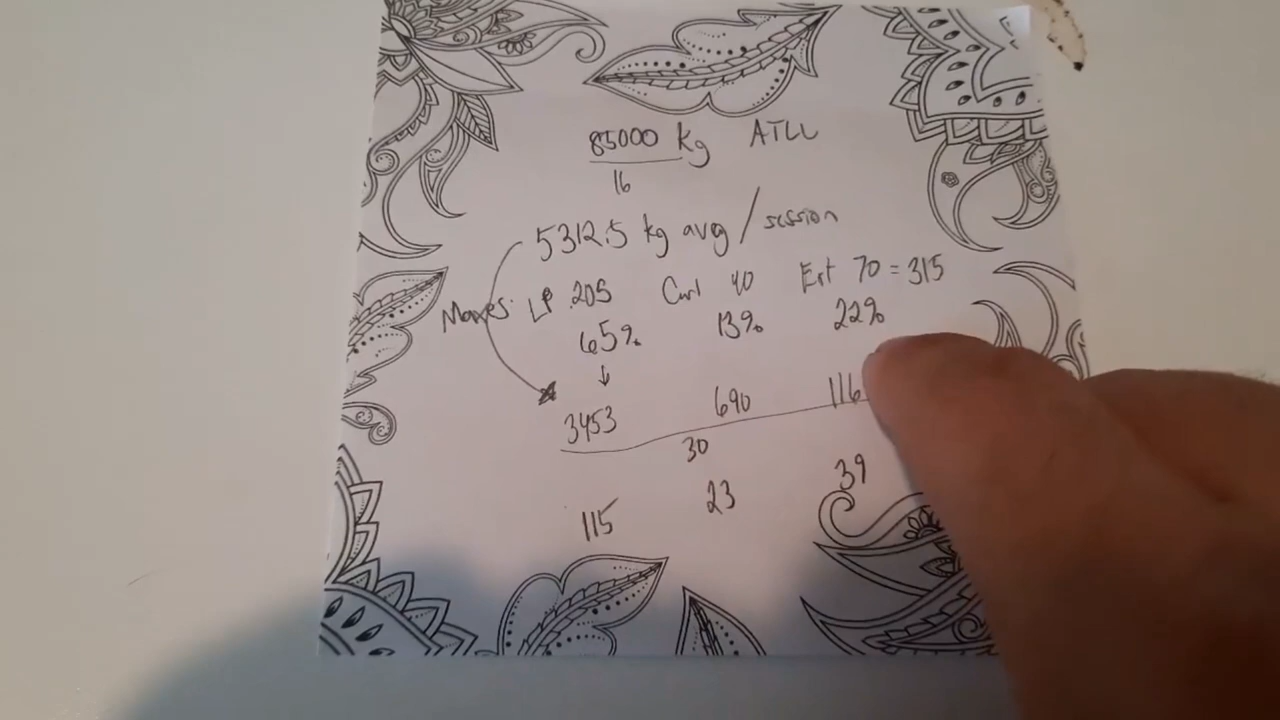 85000 kg ATLL
16
5312.5 kg avg / session
Maxes: LP 205 Curl 40 Ext 70 = 315
65% 13% 22%
3453 690 116
30
115 23 39